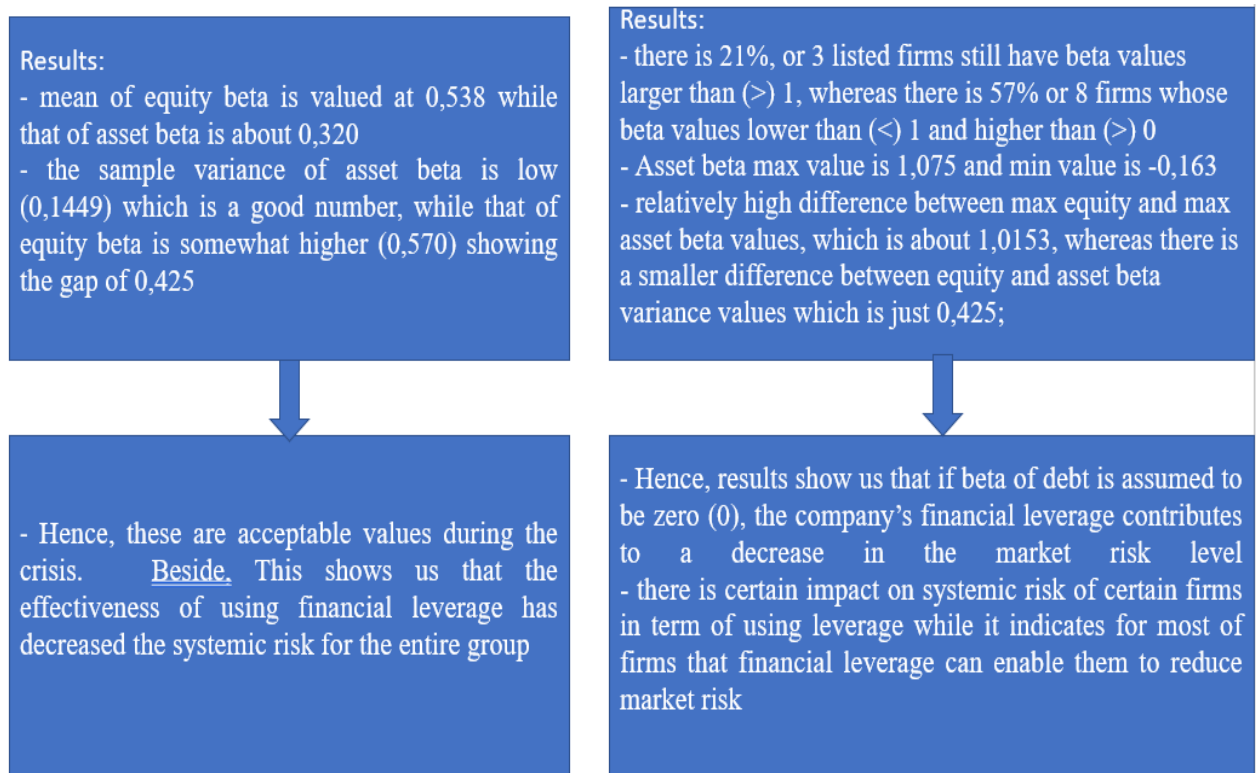 Results:
- mean of equity beta is valued at 0,538 while
that of asset beta is about 0,320
- the sample variance of asset beta is low
(0,1449) which is a good number, while that of
equity beta is somewhat higher (0,570) showing
the gap of 0,425
Results:
- there is 21%, or 3 listed firms still have beta values
larger than (>) 1, whereas there is 57% or 8 firms whose
beta values lower than (<) 1 and higher than (>) 0
- Asset beta max value is 1,075 and min value is -0,163
- relatively high difference between max equity and max
asset beta values, which is about 1,0153, whereas there is
a smaller difference between equity and asset beta
variance values which is just 0,425;
- Hence, these are acceptable values during the
crisis. Beside. This shows us that the
effectiveness of using financial leverage has
decreased the systemic risk for the entire group
- Hence, results show us that if beta of debt is assumed to
be zero (0), the company's financial leverage contributes
to a decrease in the market risk level
- there is certain impact on systemic risk of certain firms
in term of using leverage while it indicates for most of
firms that financial leverage can enable them to reduce
market risk